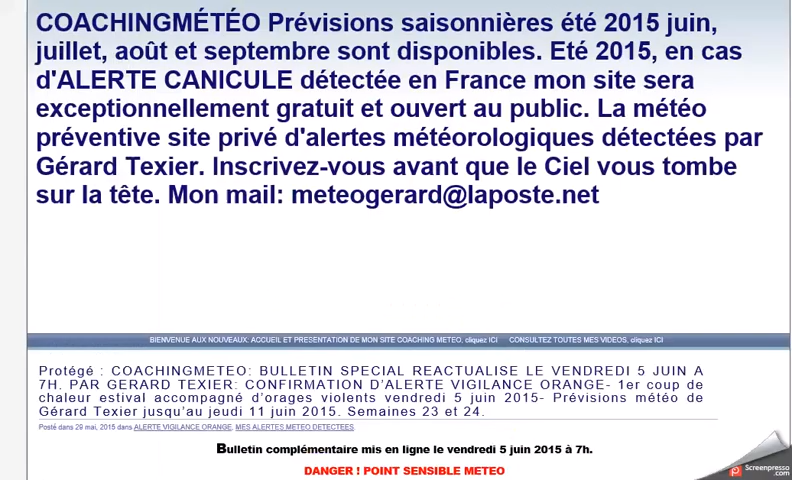 COACHINGMÉTÉO Prévisions saisonnières été 2015 juin,
juillet, août et septembre sont disponibles. Eté 2015, en cas
d'ALERTE CANICULE détectée en France mon site sera
exceptionnellement gratuit et ouvert au public. La météo
préventive site privé d'alertes météorologiques détectées par
Gérard Texier. Inscrivez-vous avant que le Ciel vous tombe
sur la tête. Mon mail: meteogerard@laposte.net
BIENVENUE AUX NOUVEAUX: ACCUEIL ET PRESENTATION DE MON SITE COACHING METEO, cliquez ICI CONSULTEZ TOUTES MES VIDEOS, cliquez ICI
Protégé : COACHINGMETEO: BULLETIN SPECIAL REACTUALISE LE VENDREDI 5 JUIN A
7H. PAR GERARD TEXIER: CONFIRMATION D'ALERTE VIGILANCE ORANGE- 1er coup de
chaleur estival accompagné d'orages violents vendredi 5 juin 2015- Prévisions météo de
Gérard Texier jusqu'au jeudi 11 juin 2015. Semaines 23 et 24.
Posté dans 29 mai, 2015 dans ALERTE VIGILANCE ORANGE, MES ALERTES METEO DETECTEES.
Bulletin complémentaire mis en ligne le vendredi 5 juin 2015 à 7h.
DANGER ! POINT SENSIBLE METEO
Screenpresso.com